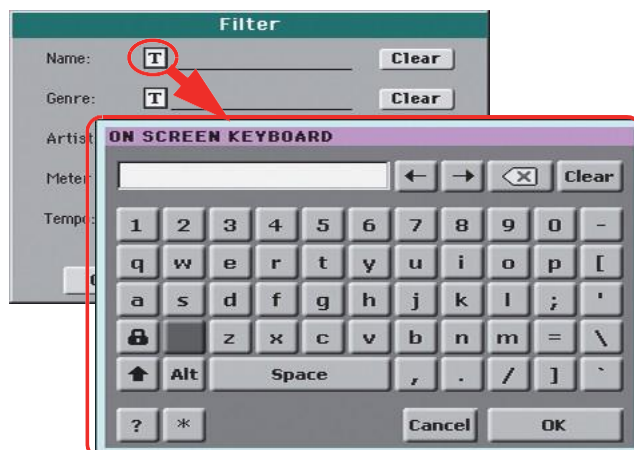 Filter
Name: T Clear
Genre: T Clear
Artist
Meter
Tempo:
ON SCREEN KEYBOARD
← → ⌫ Clear
1 2 3 4 5 6 7 8 9 0 -
q w e r t y u i o p [
a s d f g h j k l ; '
z x c v b n m = \
Alt Space , . / ] `
? * Cancel OK